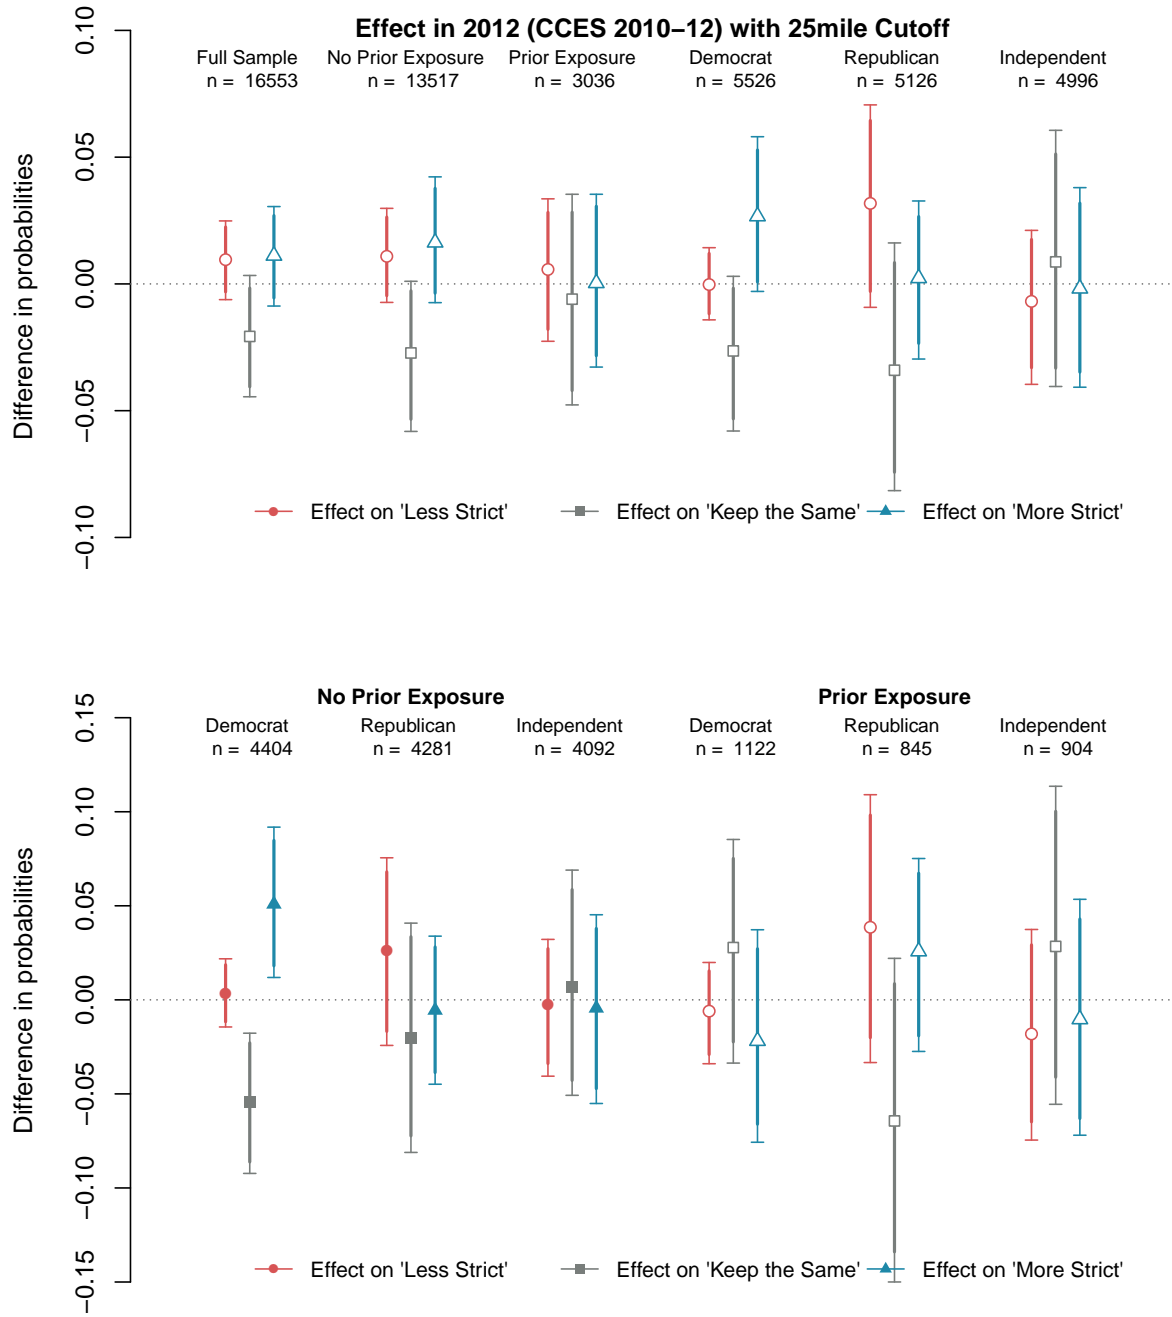 Effect in 2012 (CCES 2010−12) with 25mile Cutoff
Full Sample No Prior Exposure Prior Exposure Democrat Republican Independent
n = 16553 n = 13517 n = 3036 n = 5526 n = 5126 n = 4996
Difference in probabilities
0.10
0.05
0.00
−0.05
−0.10
Effect on 'Less Strict' Effect on 'Keep the Same' Effect on 'More Strict'
No Prior Exposure Prior Exposure
Democrat Republican Independent Democrat Republican Independent
n = 4404 n = 4281 n = 4092 n = 1122 n = 845 n = 904
Difference in probabilities
0.15
0.10
0.05
0.00
−0.05
−0.10
−0.15
Effect on 'Less Strict' Effect on 'Keep the Same' Effect on 'More Strict'